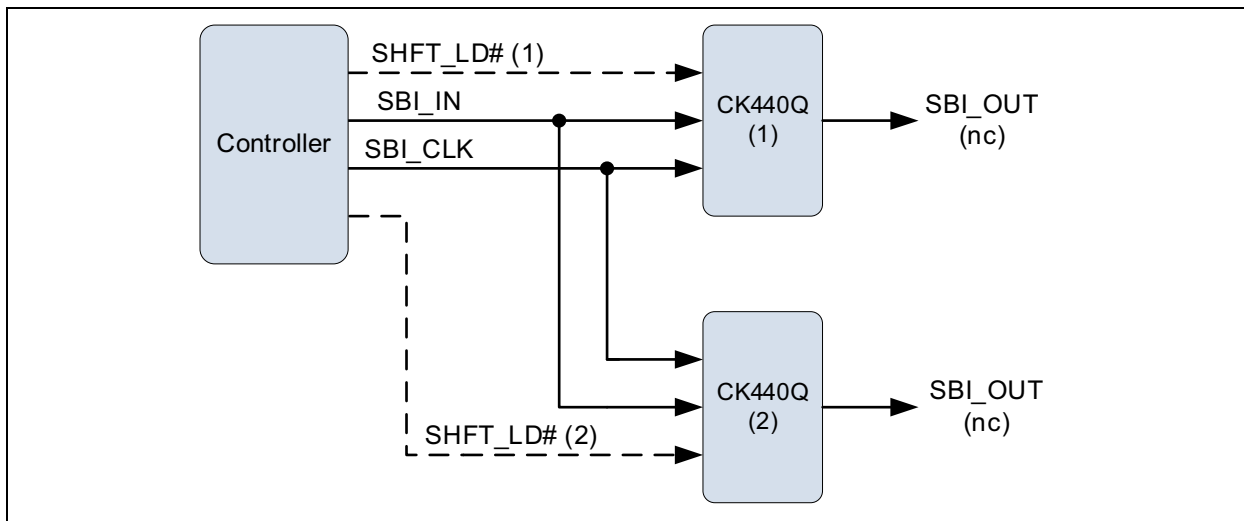 SHFT_LD# (1)
SBI_IN
SBI_CLK
Controller
CK440Q
(1)
SBI_OUT
(nc)
CK440Q
(2)
SBI_OUT
(nc)
SHFT_LD# (2)